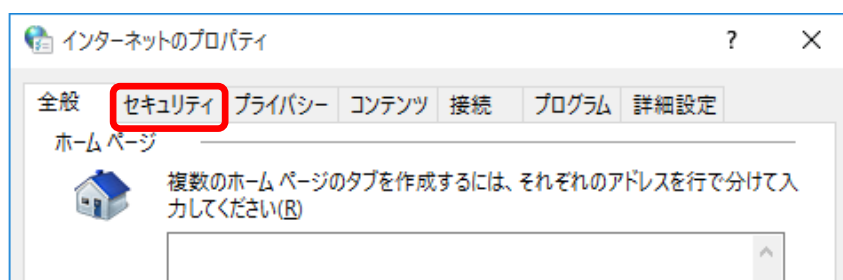 インターネットのプロパティ ? ×
全般 セキュリティ プライバシー コンテンツ 接続 プログラム 詳細設定
ホーム ページ
複数のホーム ページのタブを作成するには、それぞれのアドレスを行で分けて入
力してください(R)